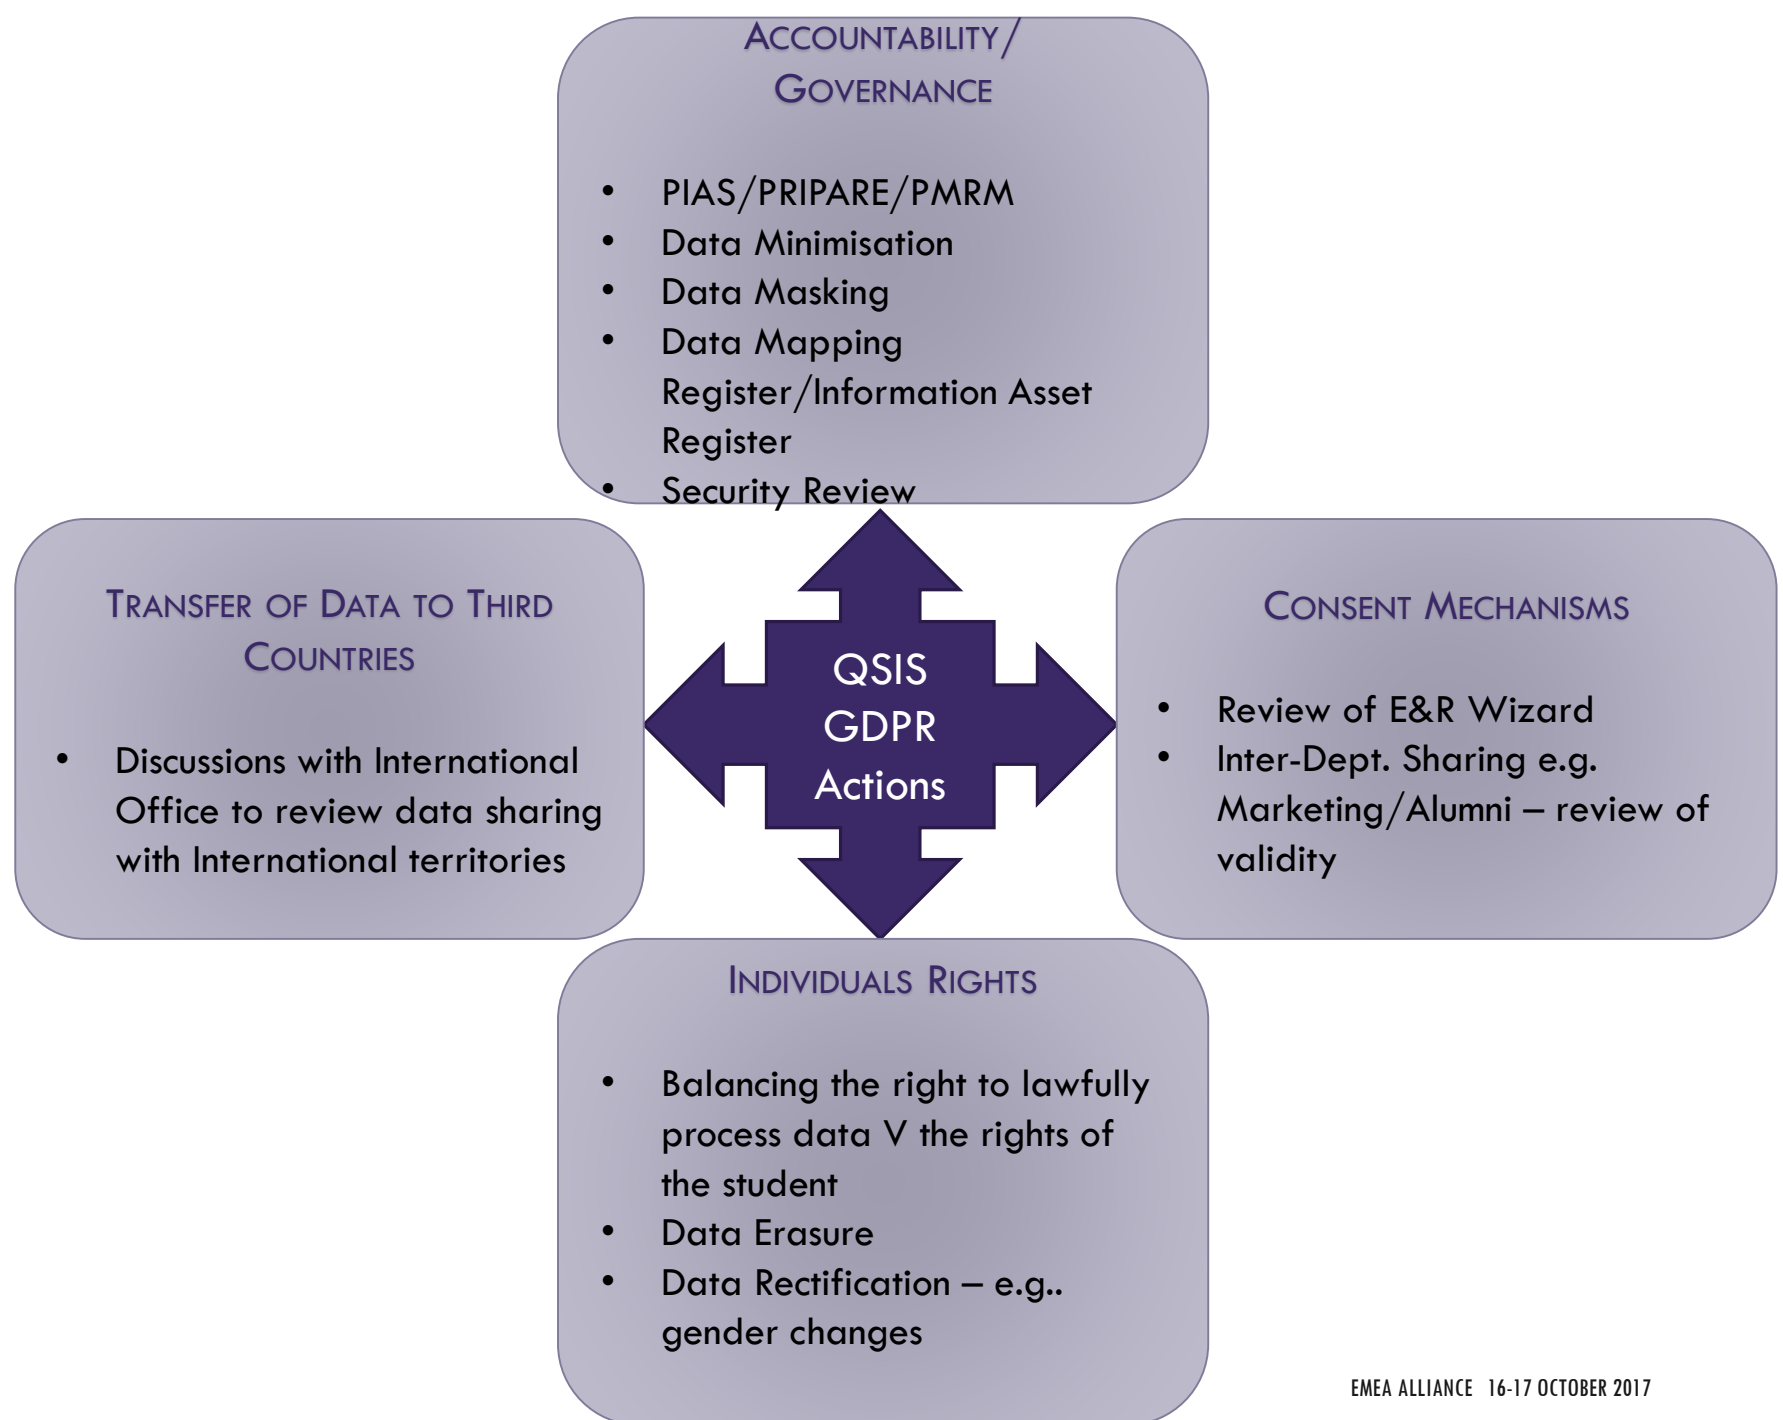 ACCOUNTABILITY/
GOVERNANCE
• PIAS/PRIPARE/PMRM
• Data Minimisation
• Data Masking
• Data Mapping
Register/Information Asset
Register
• Security Review
TRANSFER OF DATA TO THIRD
COUNTRIES
• Discussions with International
Office to review data sharing
with International territories
QSIS
GDPR
Actions
CONSENT MECHANISMS
• Review of E&R Wizard
• Inter-Dept. Sharing e.g.
Marketing/Alumni – review of
validity
INDIVIDUALS RIGHTS
• Balancing the right to lawfully
process data V the rights of
the student
• Data Erasure
• Data Rectification – e.g..
gender changes
EMEA ALLIANCE 16-17 OCTOBER 2017